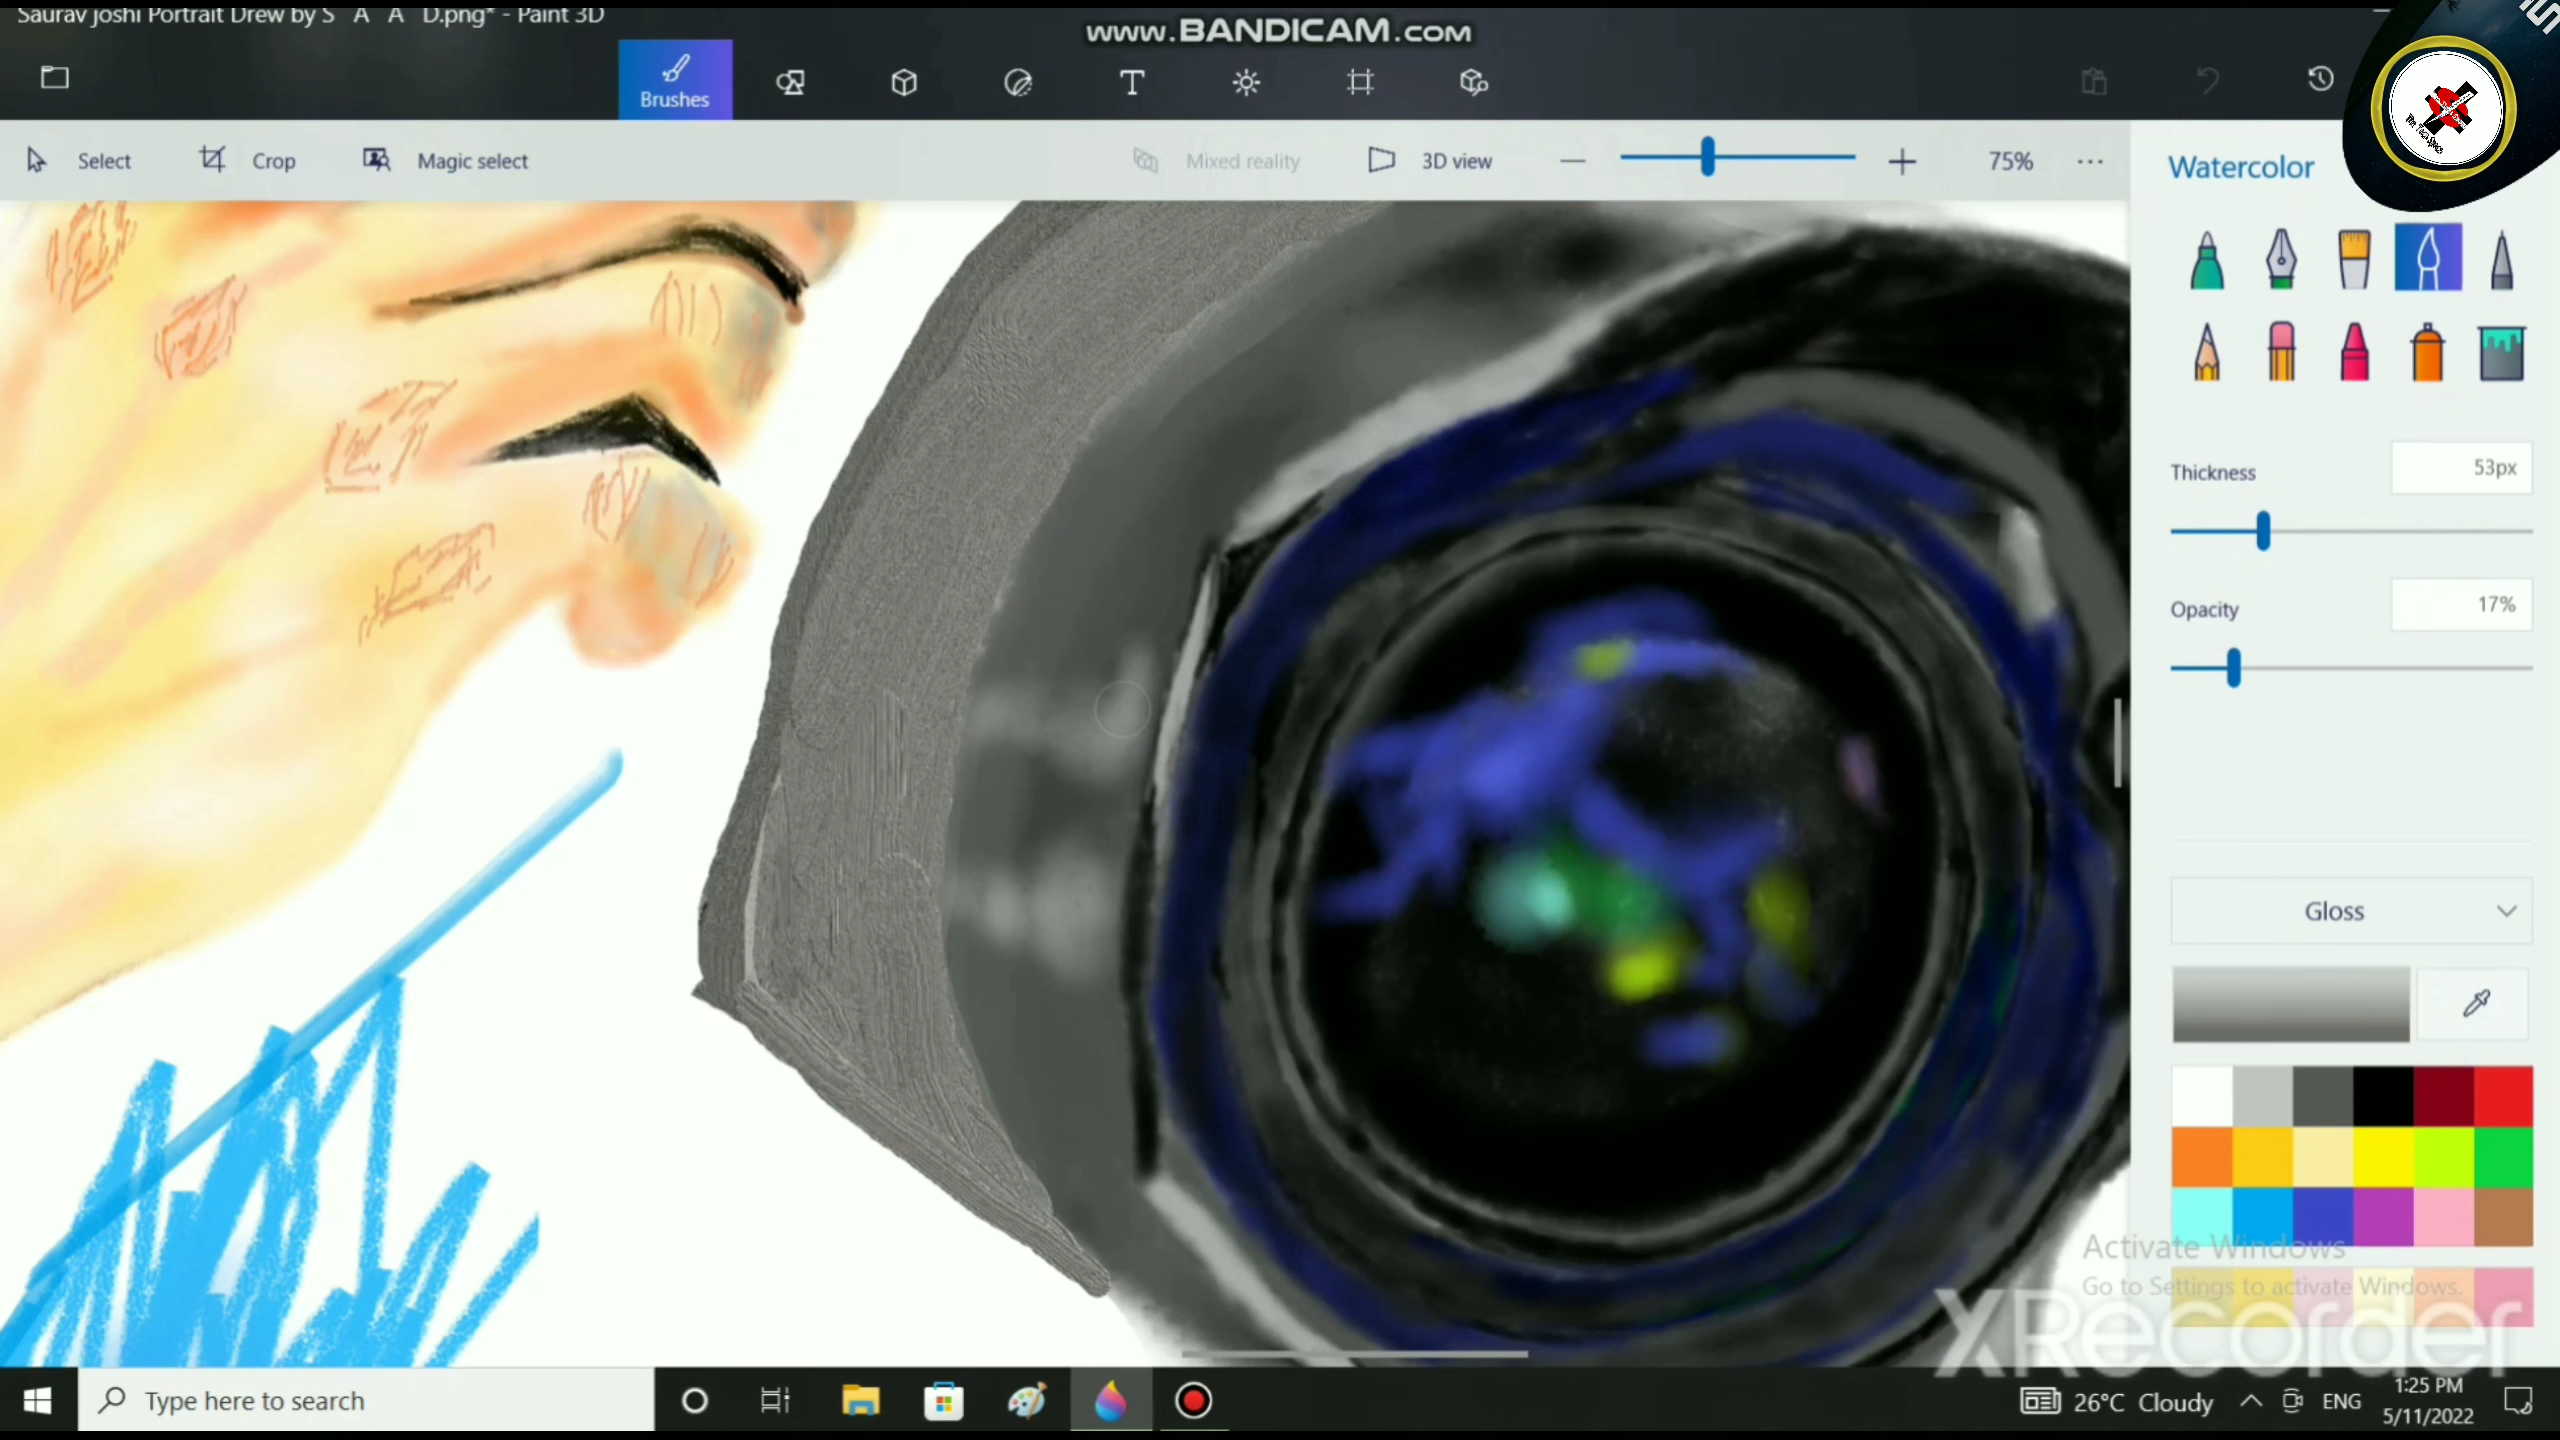 Saurav joshi Portrait Drew by S A A D.png* - Paint 3D
www.BANDICAM.com
Brushes
Select
Crop
Magic select
Mixed reality
3D view
75%
Watercolor
Thickness
53px
Opacity
17%
Gloss
Activate Windows
Go to Settings to activate Windows.
XRecorder
Type here to search
26°C Cloudy
ENG
1:25 PM
5/11/2022